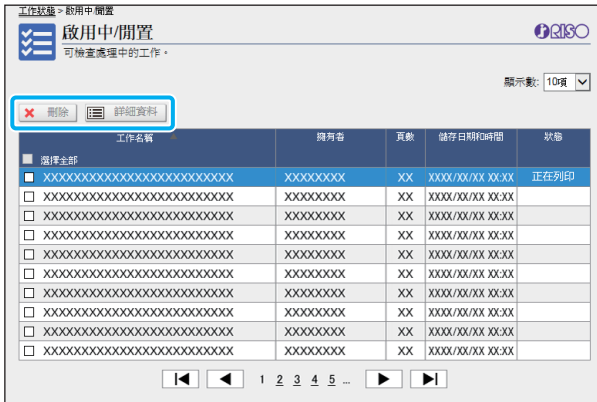 工作狀態 > 啟用中/閒置
啟用中/閒置
RISO
可檢查處理中的工作。
顯示數: 10項
刪除 詳細資料
工作名稱 擁有者 頁數 儲存日期和時間 狀態
選擇全部
XXXXXXXXXXXXXXXXXXXXXXXXX XXXXXXXX XX XXXX/XX/XX XX:XX 正在列印
XXXXXXXXXXXXXXXXXXXXXXXXX XXXXXXXX XX XXXX/XX/XX XX:XX
XXXXXXXXXXXXXXXXXXXXXXXXX XXXXXXXX XX XXXX/XX/XX XX:XX
XXXXXXXXXXXXXXXXXXXXXXXXX XXXXXXXX XX XXXX/XX/XX XX:XX
XXXXXXXXXXXXXXXXXXXXXXXXX XXXXXXXX XX XXXX/XX/XX XX:XX
XXXXXXXXXXXXXXXXXXXXXXXXX XXXXXXXX XX XXXX/XX/XX XX:XX
XXXXXXXXXXXXXXXXXXXXXXXXX XXXXXXXX XX XXXX/XX/XX XX:XX
XXXXXXXXXXXXXXXXXXXXXXXXX XXXXXXXX XX XXXX/XX/XX XX:XX
XXXXXXXXXXXXXXXXXXXXXXXXX XXXXXXXX XX XXXX/XX/XX XX:XX
XXXXXXXXXXXXXXXXXXXXXXXXX XXXXXXXX XX XXXX/XX/XX XX:XX
1 2 3 4 5 ...